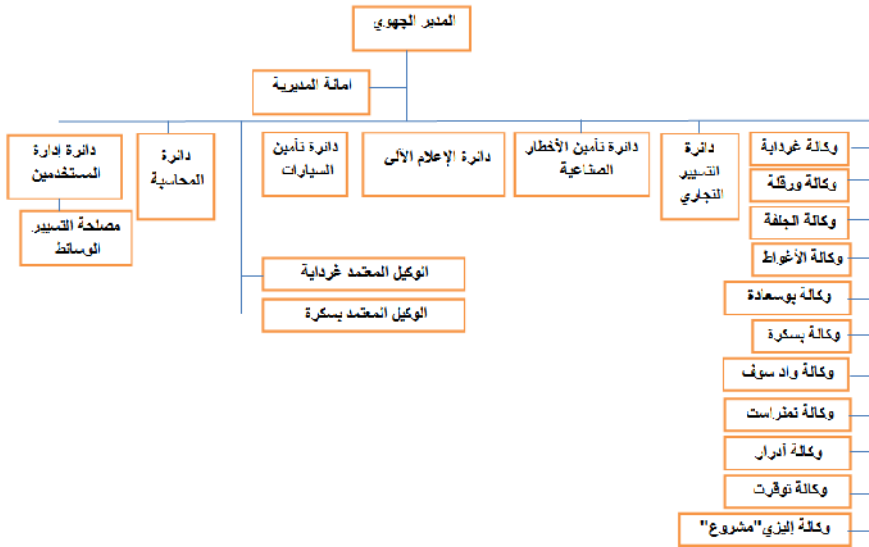 المدير الجهوي
امانة المديرية
وكالة غرداية
دائرة
التسيير
التجاري
دائرة تأمين الأخطار
الصناعية
دائرة الإعلام الآلي
دائرة تأمين
السيارات
دائرة
المحاسبة
دائرة إدارة
المستخدمين
وكالة ورقلة
مصلحة التسيير.
الوسائط
وكالة الجلفة
وكالة الأغواط
الوكيل المعتمد غرداية
وكالة بوسعادة
الوكيل المعتمد بسكرة
وكالة بسكرة
وكالة واد سوف
وكالة تمنراست
وكالة أدرار
وكالة توقرت
وكالة إليزي"مشروع"